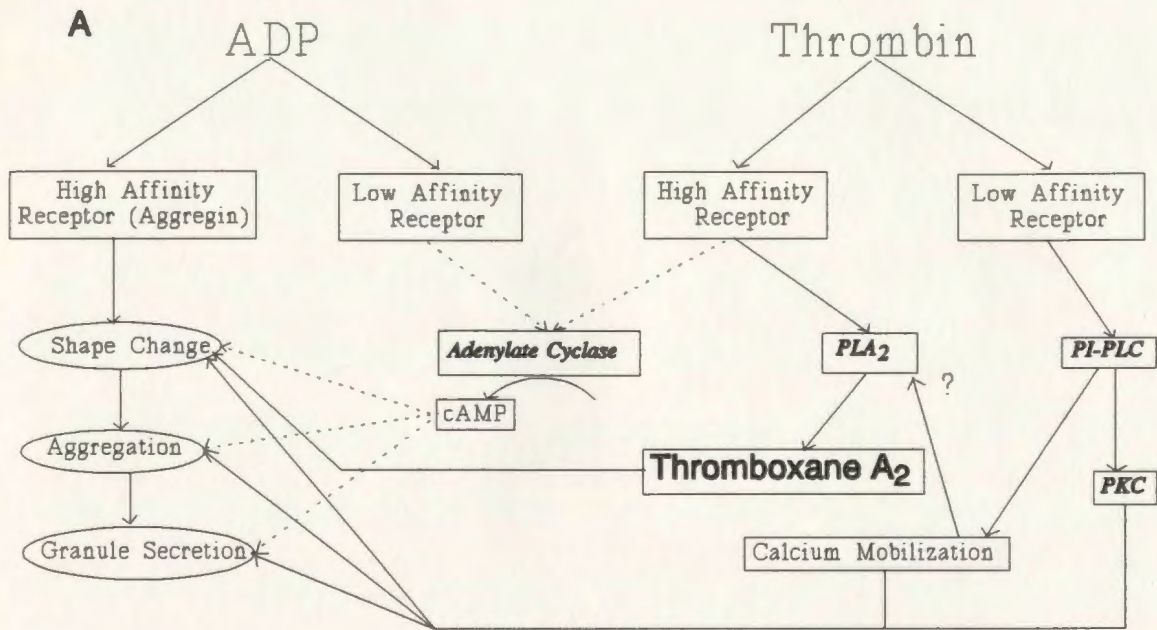 A
ADP
Thrombin
High Affinity
Receptor (Aggregin)
Low Affinity
Receptor
High Affinity
Receptor
Low Affinity
Receptor
Shape Change
Adenylate Cyclase
PLA2
PI-PLC
?
cAMP
Aggregation
Thromboxane A2
PKC
Granule Secretion
Calcium Mobilization